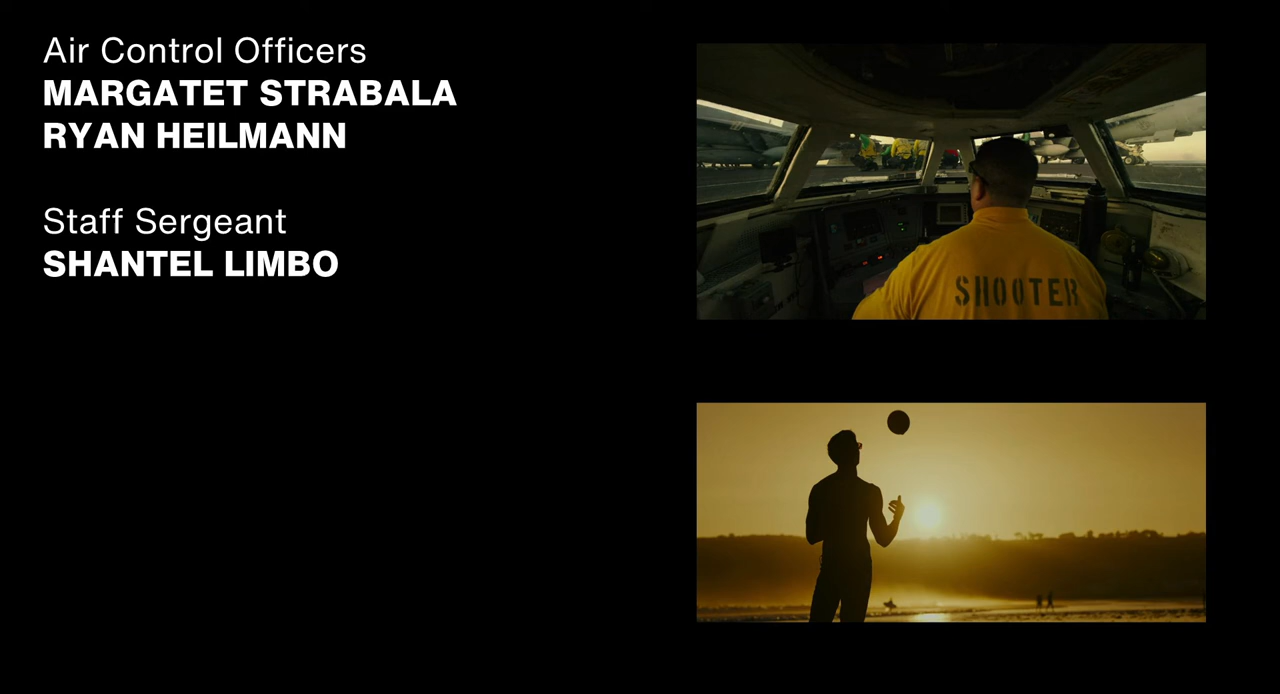 Air Control Officers
MARGATET STRABALA
RYAN HEILMANN
Staff Sergeant
SHANTEL LIMBO
SHOOTER